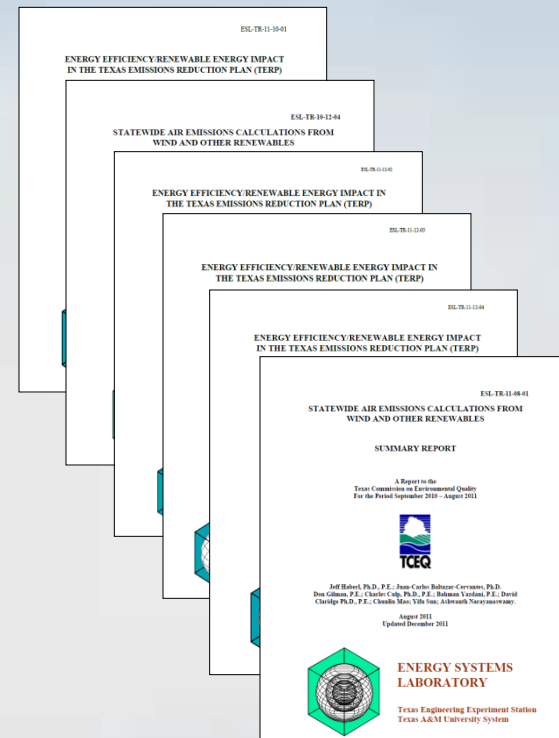 ESL-TR-11-10-01
ENERGY EFFICIENCY/RENEWABLE ENERGY IMPACT
IN THE TEXAS EMISSIONS REDUCTION PLAN (TERP)
ESL-TR-10-12-04
STATEWIDE AIR EMISSIONS CALCULATIONS FROM
WIND AND OTHER RENEWABLES
ESL-TR-11-12-02
ENERGY EFFICIENCY/RENEWABLE ENERGY IMPACT IN
THE TEXAS EMISSIONS REDUCTION PLAN (TERP)
ESL-TR-11-12-03
ENERGY EFFICIENCY/RENEWABLE ENERGY IMPACT IN
THE TEXAS EMISSIONS REDUCTION PLAN (TERP)
ESL-TR-11-12-04
ENERGY EFFICIENCY/RENEWABLE ENERGY IMPACT
IN THE TEXAS EMISSIONS REDUCTION PLAN (TERP)
ESL-TR-11-08-01
STATEWIDE AIR EMISSIONS CALCULATIONS FROM
WIND AND OTHER RENEWABLES
SUMMARY REPORT
A Report to the
Texas Commission on Environmental Quality
For the Period September 2010 – August 2011
TCEQ
Jeff Haberl, Ph.D., P.E.; Juan-Carlos Baltazar-Cervantes, Ph.D.
Don Gilman, P.E.; Charles Culp, Ph.D., P.E.; Bahman Yazdani, P.E.; David
Claridge Ph.D., P.E.; Chunliu Mao; Yifu Sun; Ashwanth Narayanaswamy.
August 2011
Updated December 2011
ENERGY SYSTEMS
LABORATORY
Texas Engineering Experiment Station
Texas A&M University System